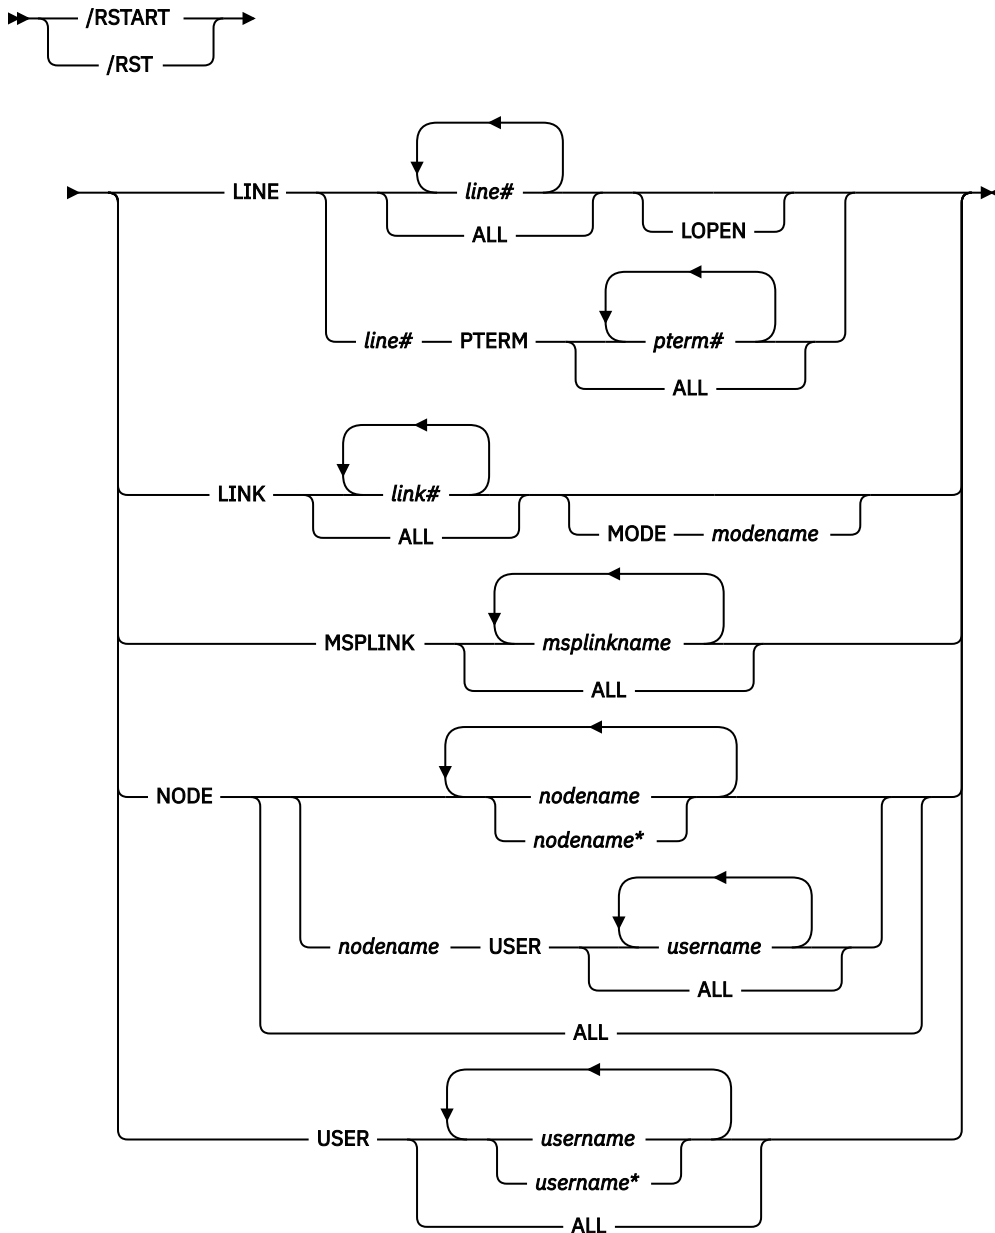 /RSTART
/RST
LINE line#
ALL LOPEN
line# PTERM pterm#
ALL
LINK link#
ALL MODE modename
MSPLINK msplinkname
ALL
NODE nodename
nodename*
nodename USER username
ALL
ALL
USER username
username*
ALL